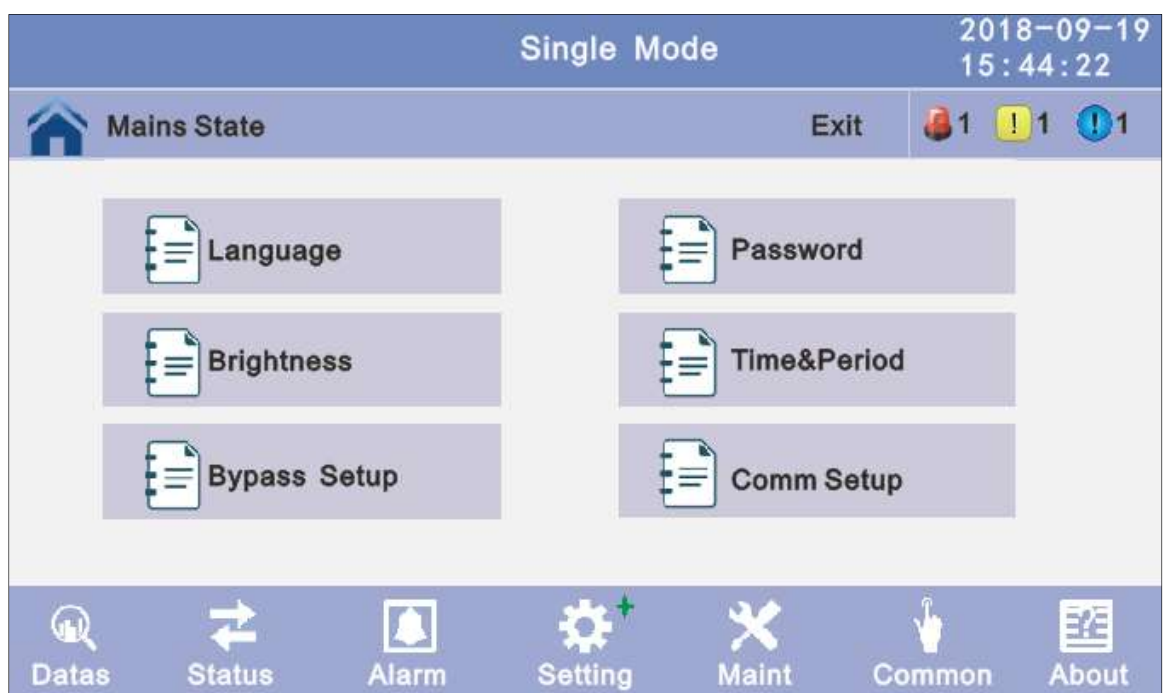 Single Mode
2018-09-19
15:44:22
Mains State
Exit
1
! 1
! 1
Language
Password
Brightness
Time&Period
Bypass Setup
Comm Setup
Datas
Status
Alarm
Setting
Maint
Common
?
About